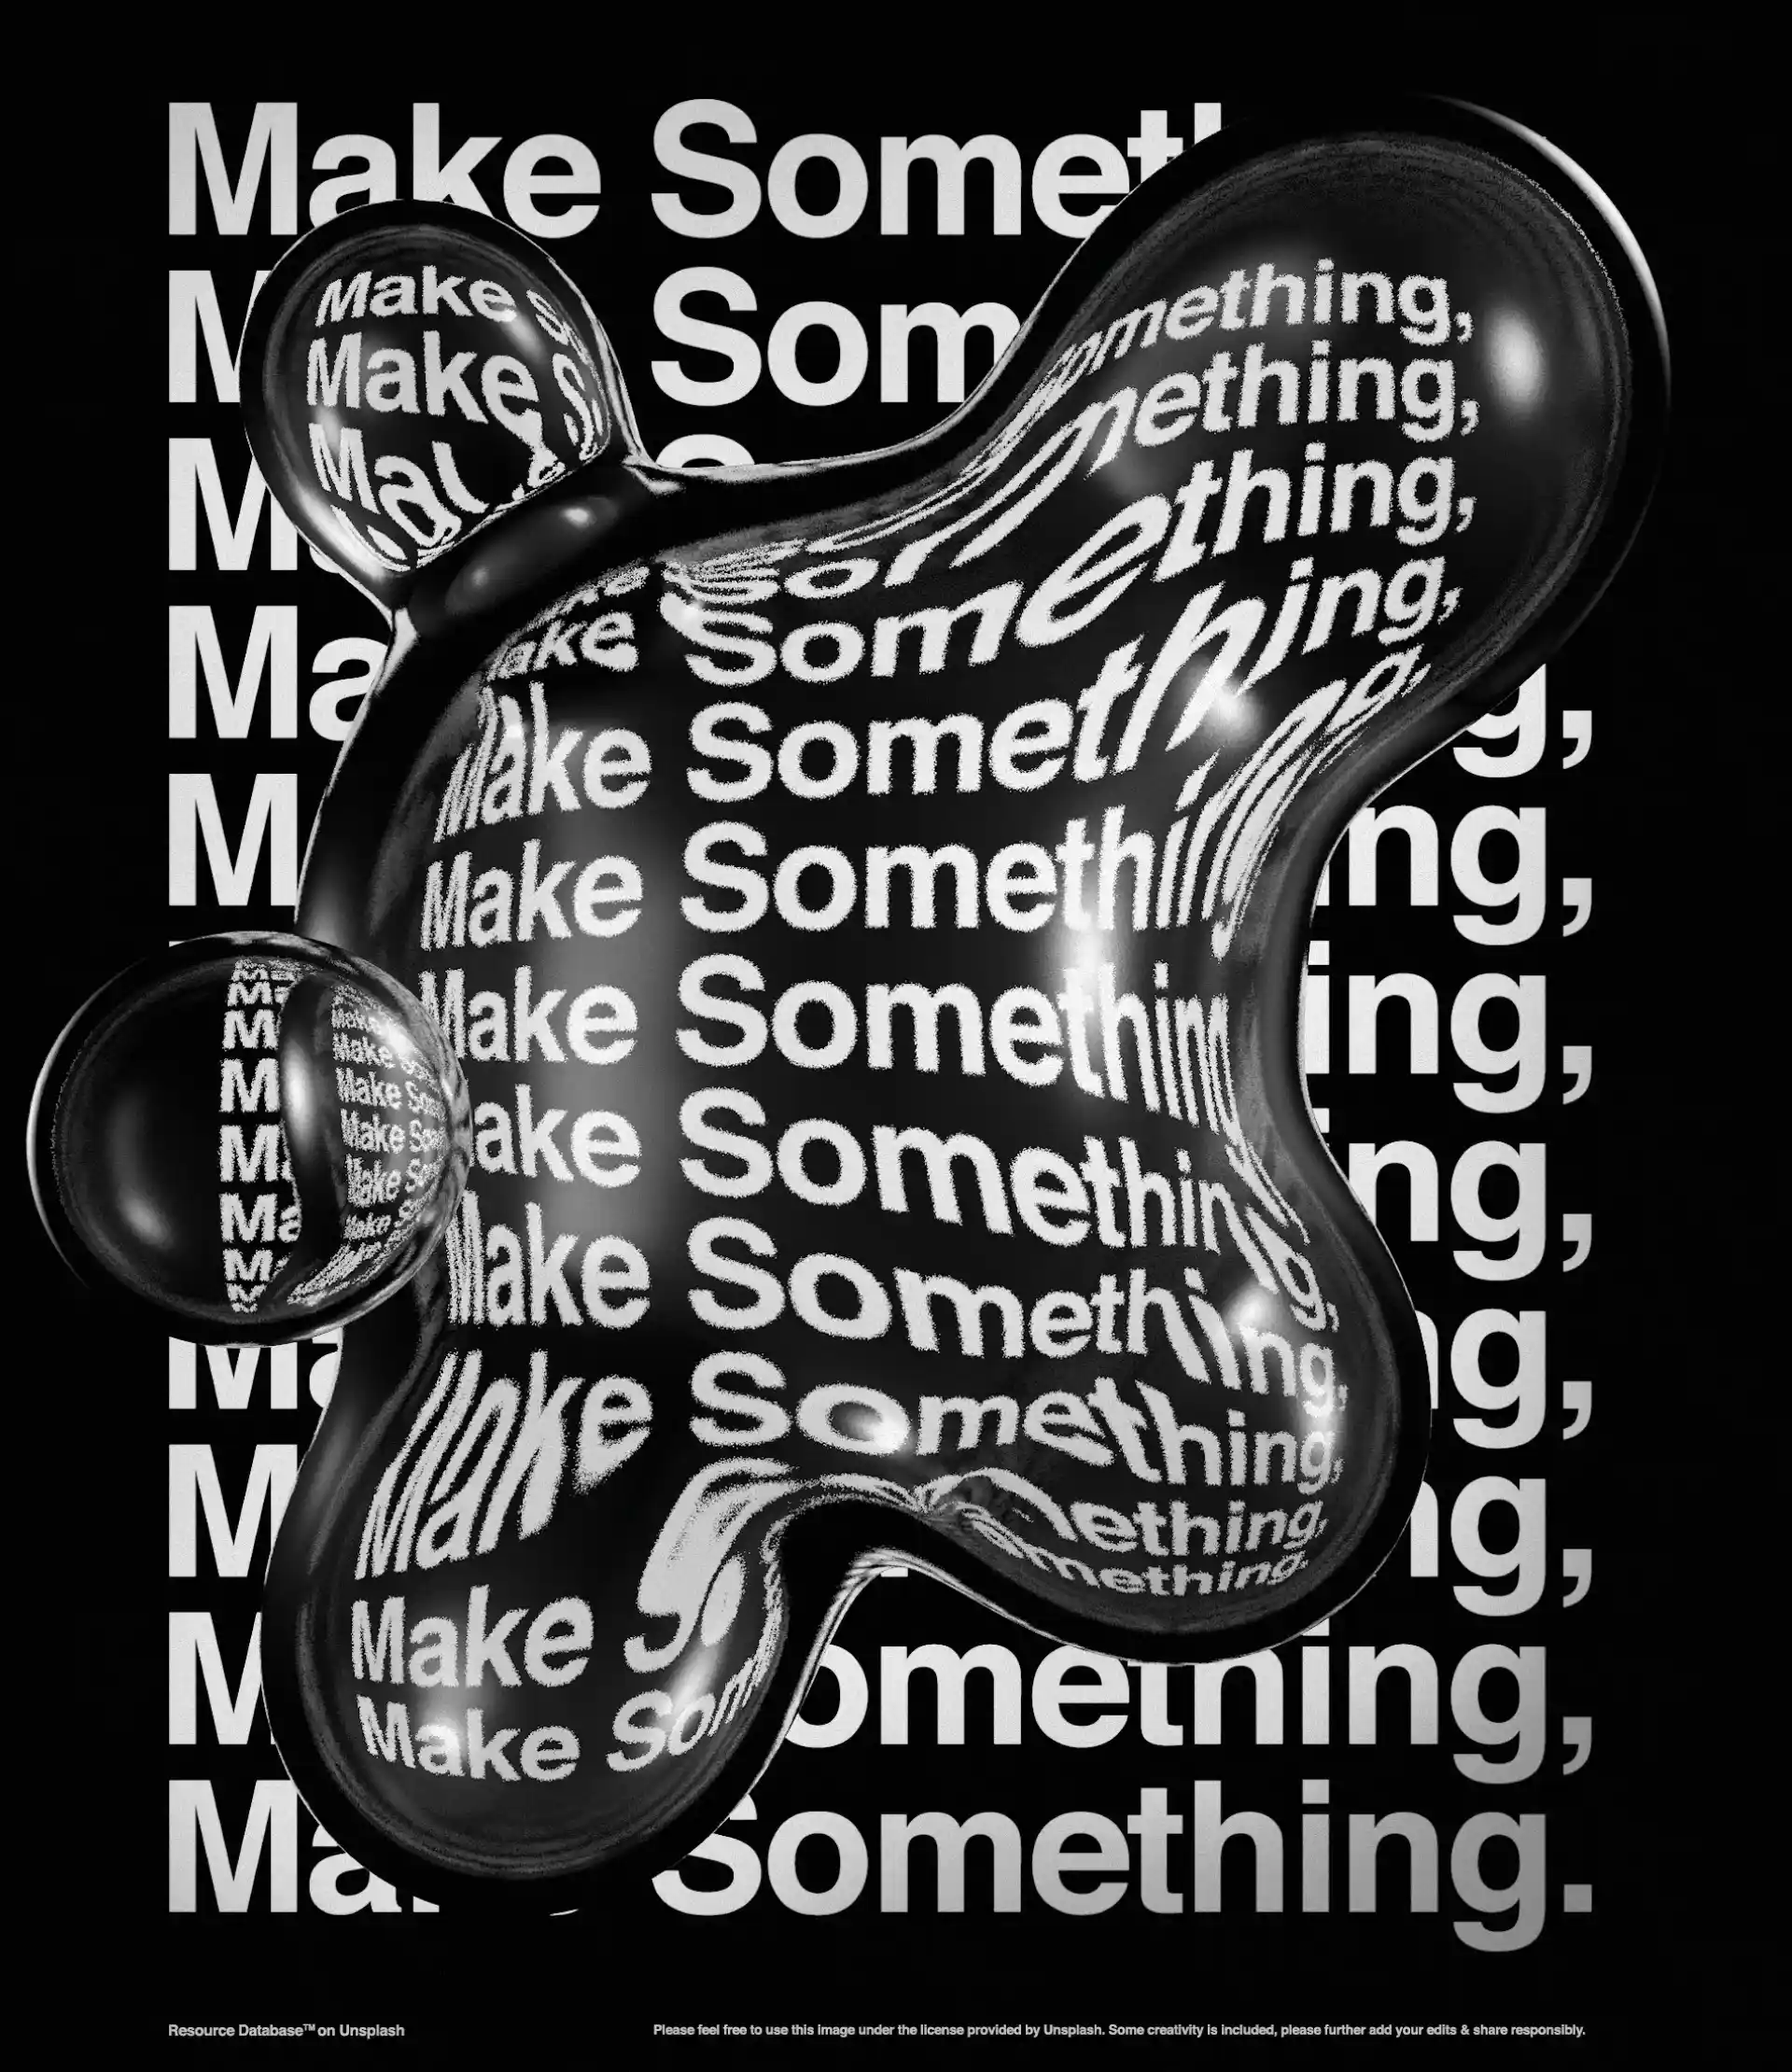 Make Something,
Make Something,
Make Something,
Make Something,
Make Something,
Make Something,
Make Something,
Make Something,
Make Something,
Make Something,
Make Something.
Resource Database™ on Unsplash
Please feel free to use this image under the license provided by Unsplash. Some creativity is included, please further add your edits & share responsibly.